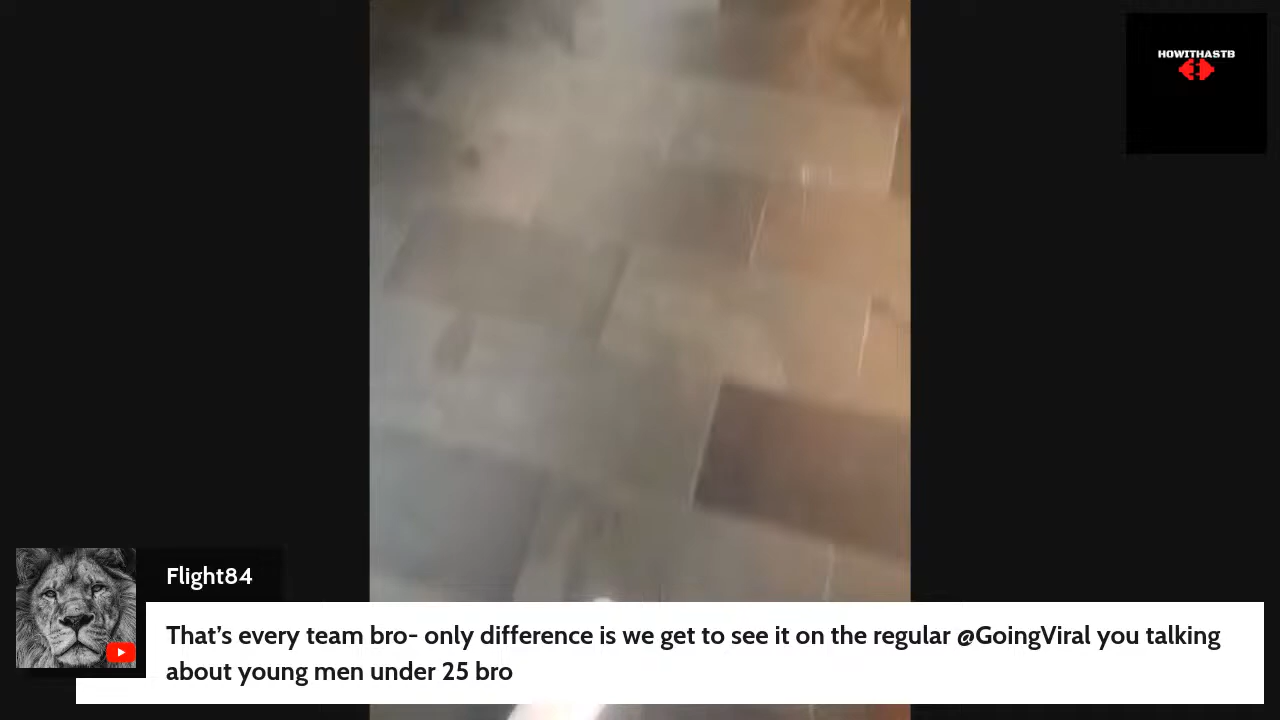 HOWITHASTB
Flight84
That's every team bro- only difference is we get to see it on the regular @GoingViral you talking
about young men under 25 bro